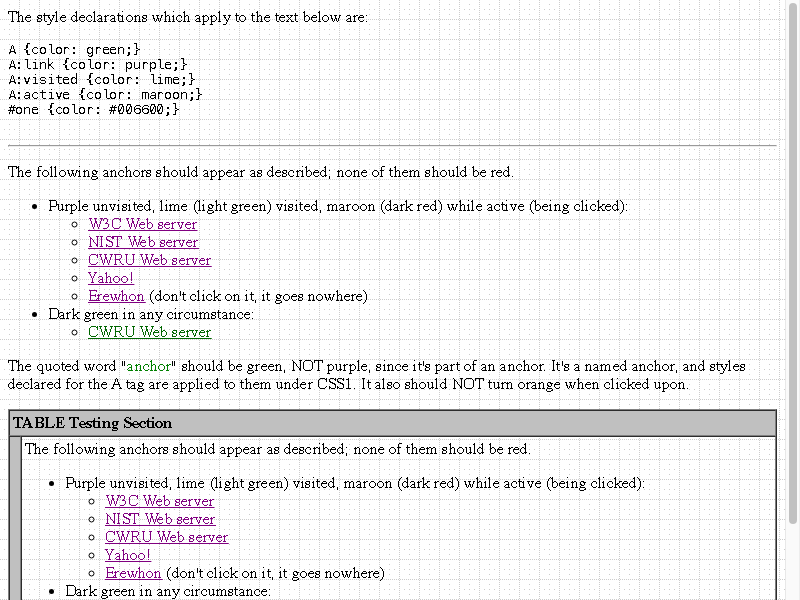 The style declarations which apply to the text below are:
A {color: green;}
A:link {color: purple;}
A:visited {color: lime;}
A:active {color: maroon;}
#one {color: #006600;}
The following anchors should appear as described; none of them should be red.
Purple unvisited, lime (light green) visited, maroon (dark red) while active (being clicked):
W3C Web server
NIST Web server
CWRU Web server
Yahoo!
Erewhon (don't click on it, it goes nowhere)
Dark green in any circumstance:
CWRU Web server
The quoted word "anchor" should be green, NOT purple, since it's part of an anchor. It's a named anchor, and styles
declared for the A tag are applied to them under CSS1. It also should NOT turn orange when clicked upon.
TABLE Testing Section
The following anchors should appear as described; none of them should be red.
Purple unvisited, lime (light green) visited, maroon (dark red) while active (being clicked):
W3C Web server
NIST Web server
CWRU Web server
Yahoo!
Erewhon (don't click on it, it goes nowhere)
Dark green in any circumstance: